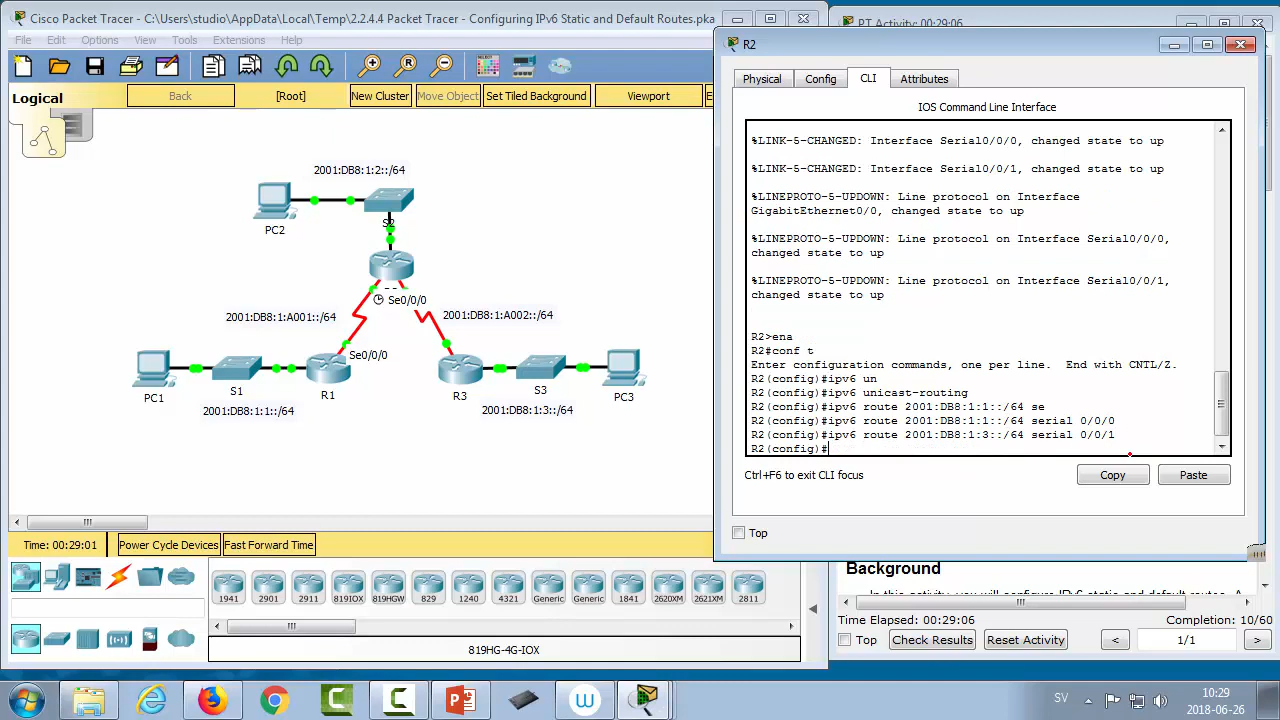 Cisco Packet Tracer - C:\Users\studio\AppData\Local\Temp\2.2.4.4 Packet Tracer - Configuring IPv6 Static and Default Routes.pka
File Edit Options View Tools Extensions Help
Logical
Back
[Root]
New Cluster
Move Object
Set Tiled Background
Viewport
E
2001:DB8:1:2::/64
PC2
S2
Se0/0/0
2001:DB8:1:A001::/64
2001:DB8:1:A002::/64
Se0/0/0
PC1
S1
R1
R3
S3
PC3
2001:DB8:1:1::/64
2001:DB8:1:3::/64
Time: 00:29:01
Power Cycle Devices
Fast Forward Time
1941
2901
2911
819IOX
819HGW
829
1240
4321
Generic
Generic
1841
2620XM
2621XM
2811
819HG-4G-IOX
PT Activity: 00:29:06
R2
Physical
Config
CLI
Attributes
IOS Command Line Interface
%LINK-5-CHANGED: Interface Serial0/0/0, changed state to up
%LINK-5-CHANGED: Interface Serial0/0/1, changed state to up
%LINEPROTO-5-UPDOWN: Line protocol on Interface
GigabitEthernet0/0, changed state to up
%LINEPROTO-5-UPDOWN: Line protocol on Interface Serial0/0/0,
changed state to up
%LINEPROTO-5-UPDOWN: Line protocol on Interface Serial0/0/1,
changed state to up
R2>ena
R2#conf t
Enter configuration commands, one per line. End with CNTL/Z.
R2(config)#ipv6 un
R2(config)#ipv6 unicast-routing
R2(config)#ipv6 route 2001:DB8:1:1::/64 se
R2(config)#ipv6 route 2001:DB8:1:1::/64 serial 0/0/0
R2(config)#ipv6 route 2001:DB8:1:3::/64 serial 0/0/1
R2(config)#
Ctrl+F6 to exit CLI focus
Copy
Paste
Top
Background
Time Elapsed: 00:29:06
Completion: 10/60
Top
Check Results
Reset Activity
<
1/1
>
SV
10:29
2018-06-26